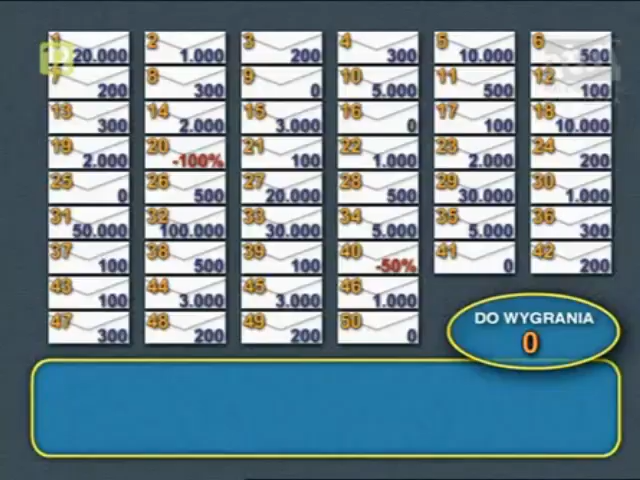 1 20.000 2 1.000 3 200 4 300 5 10.000 6 500
7 200 8 300 9 0 10 5.000 11 500 12 100
13 300 14 2.000 15 3.000 16 0 17 100 18 10.000
19 2.000 20 -100% 21 100 22 1.000 23 2.000 24 200
25 0 26 500 27 20.000 28 500 29 30.000 30 1.000
31 50.000 32 100.000 33 30.000 34 5.000 35 5.000 36 300
37 100 38 500 39 100 40 -50% 41 0 42 200
43 100 44 3.000 45 3.000 46 1.000
47 300 48 200 49 200 50 0
DO WYGRANIA
0